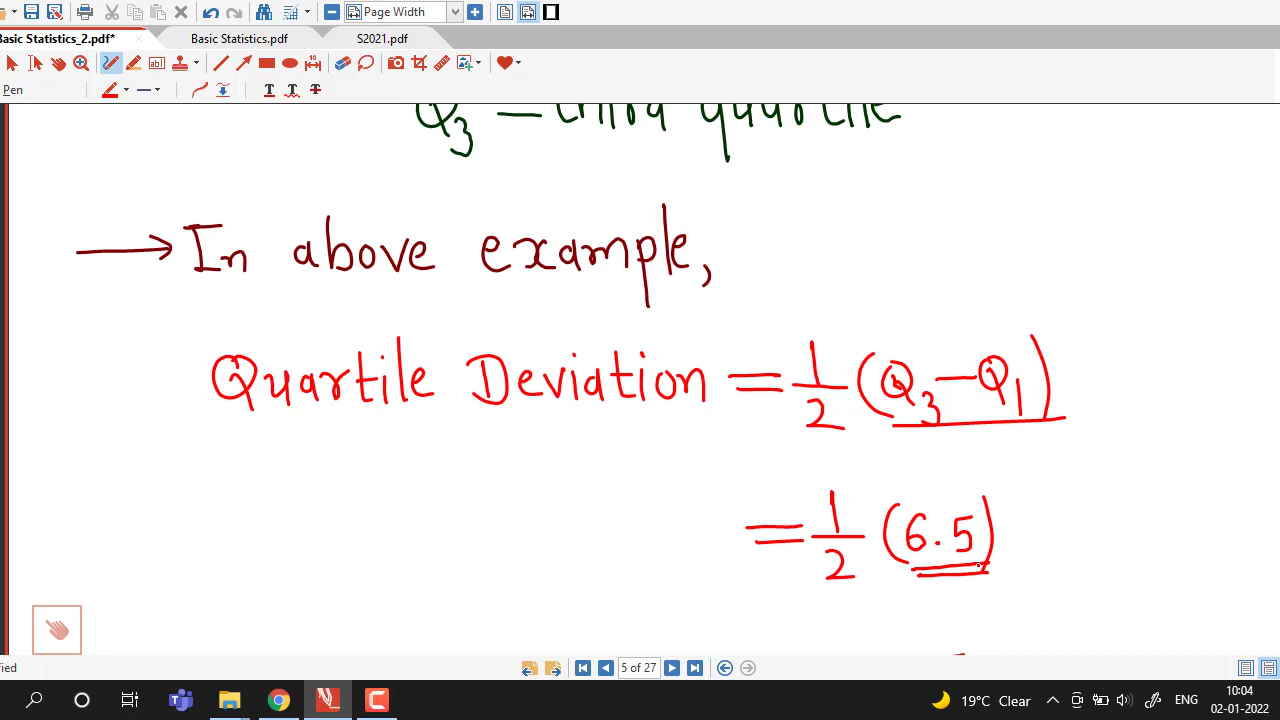 Page Width
Basic Statistics_2.pdf*
Basic Statistics.pdf
S2021.pdf
Pen
Q3 — third quartile
→ In above example,
Quartile Deviation = 1/2 (Q3 − Q1)
= 1/2 (6.5)
5 of 27
19°C Clear
ENG
10:04
02-01-2022